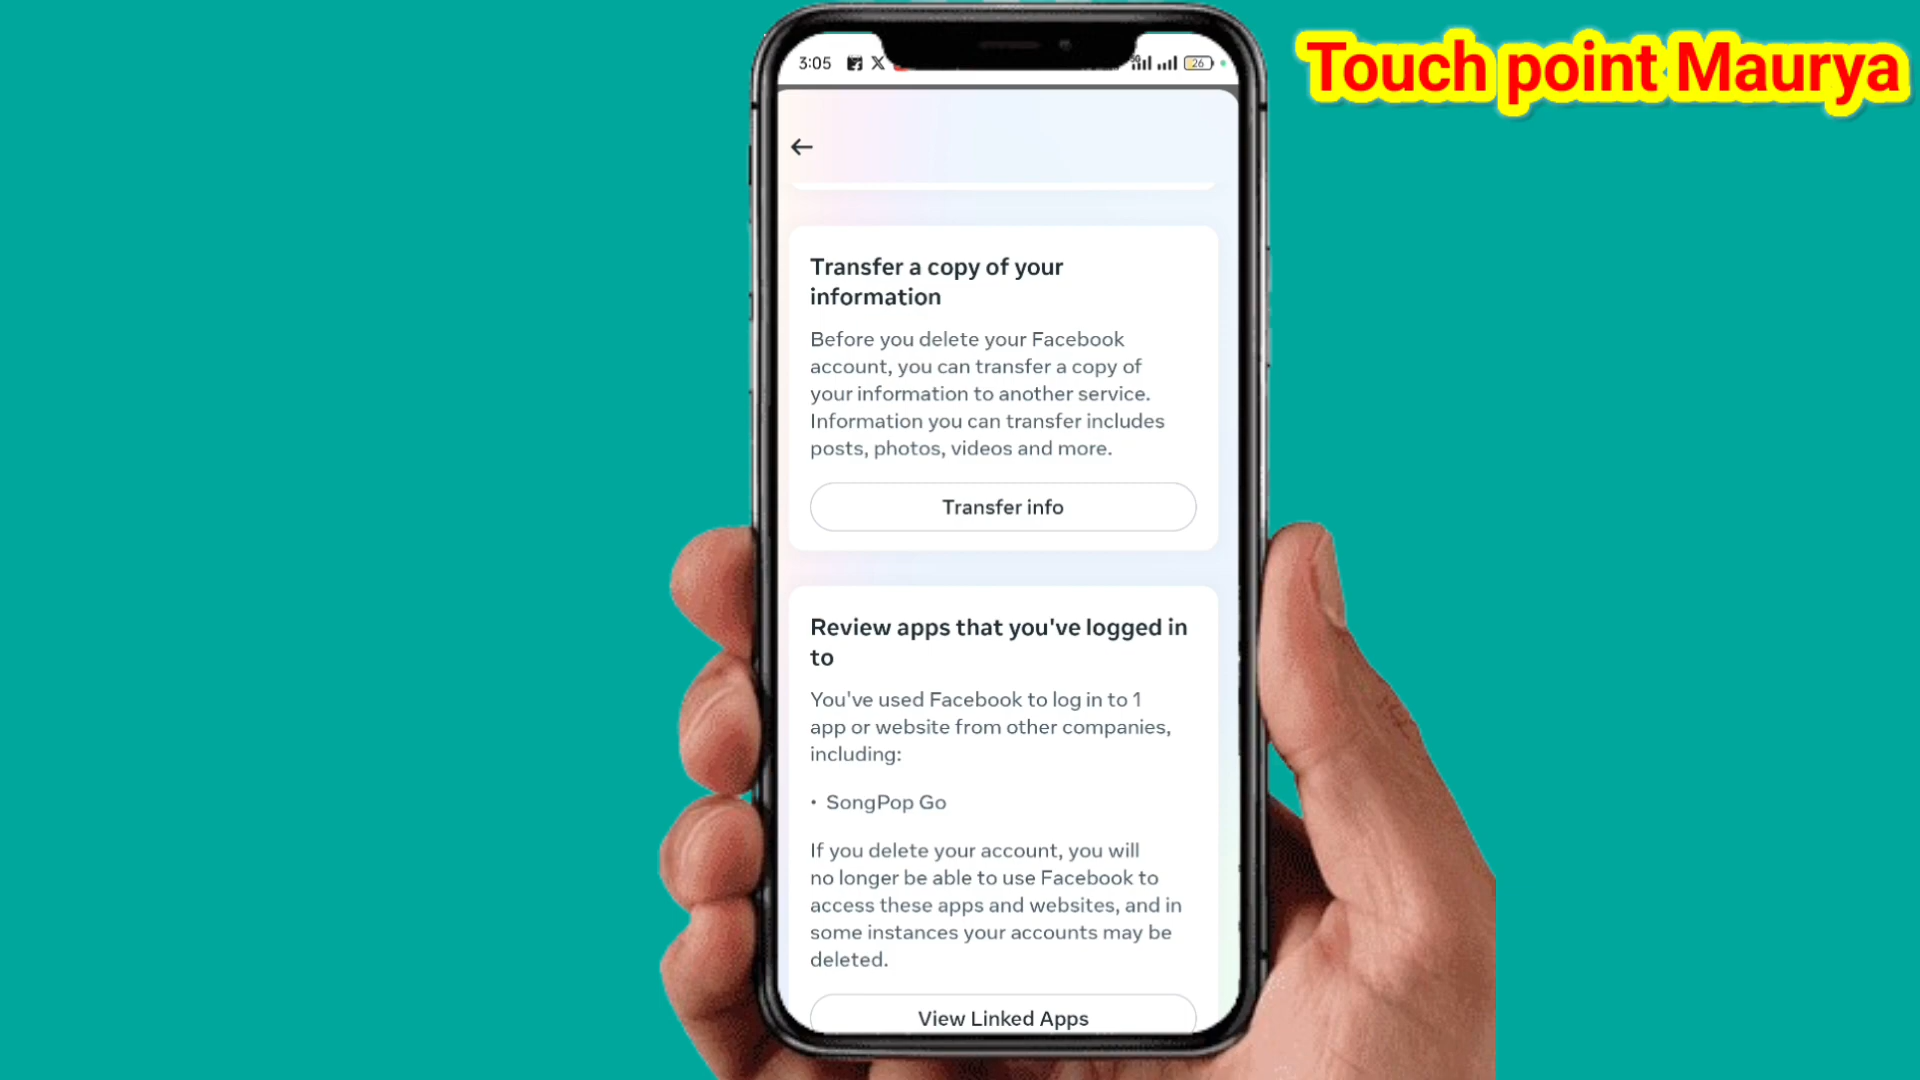 Touch point Maurya
3:05
26
Transfer a copy of your
information
Before you delete your Facebook
account, you can transfer a copy of
your information to another service.
Information you can transfer includes
posts, photos, videos and more.
Transfer info
Review apps that you've logged in
to
You've used Facebook to log in to 1
app or website from other companies,
including:
• SongPop Go
If you delete your account, you will
no longer be able to use Facebook to
access these apps and websites, and in
some instances your accounts may be
deleted.
View Linked Apps